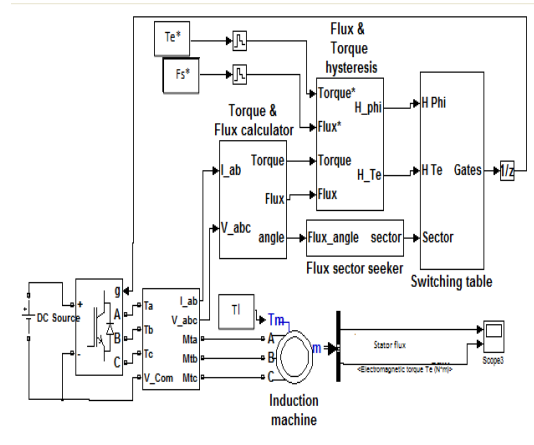 Te*
Fs*
Flux &
Torque
hysteresis
Torque*
H_phi
Flux*
Torque
H_Te
Flux
H Phi
H Te
Gates
1/z
Sector
Switching table
Torque &
Flux calculator
I_ab
Torque
Flux
V_abc
angle
Flux_angle
sector
Flux sector seeker
DC Source
+
+
-
g
A
B
C
Ta
Tb
Tc
V_Com
I_ab
V_abc
Mta
Mtb
Mtc
Tl
Tm
A
B
C
m
Induction
machine
Stator flux
<Electromagnetic torque Te (N*m)>
Scope3